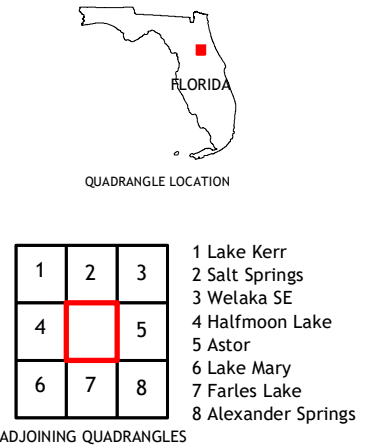 FLORIDA
QUADRANGLE LOCATION
1 2 3
4 5
6 7 8
1 Lake Kerr
2 Salt Springs
3 Welaka SE
4 Halfmoon Lake
5 Astor
6 Lake Mary
7 Farles Lake
8 Alexander Springs
ADJOINING QUADRANGLES